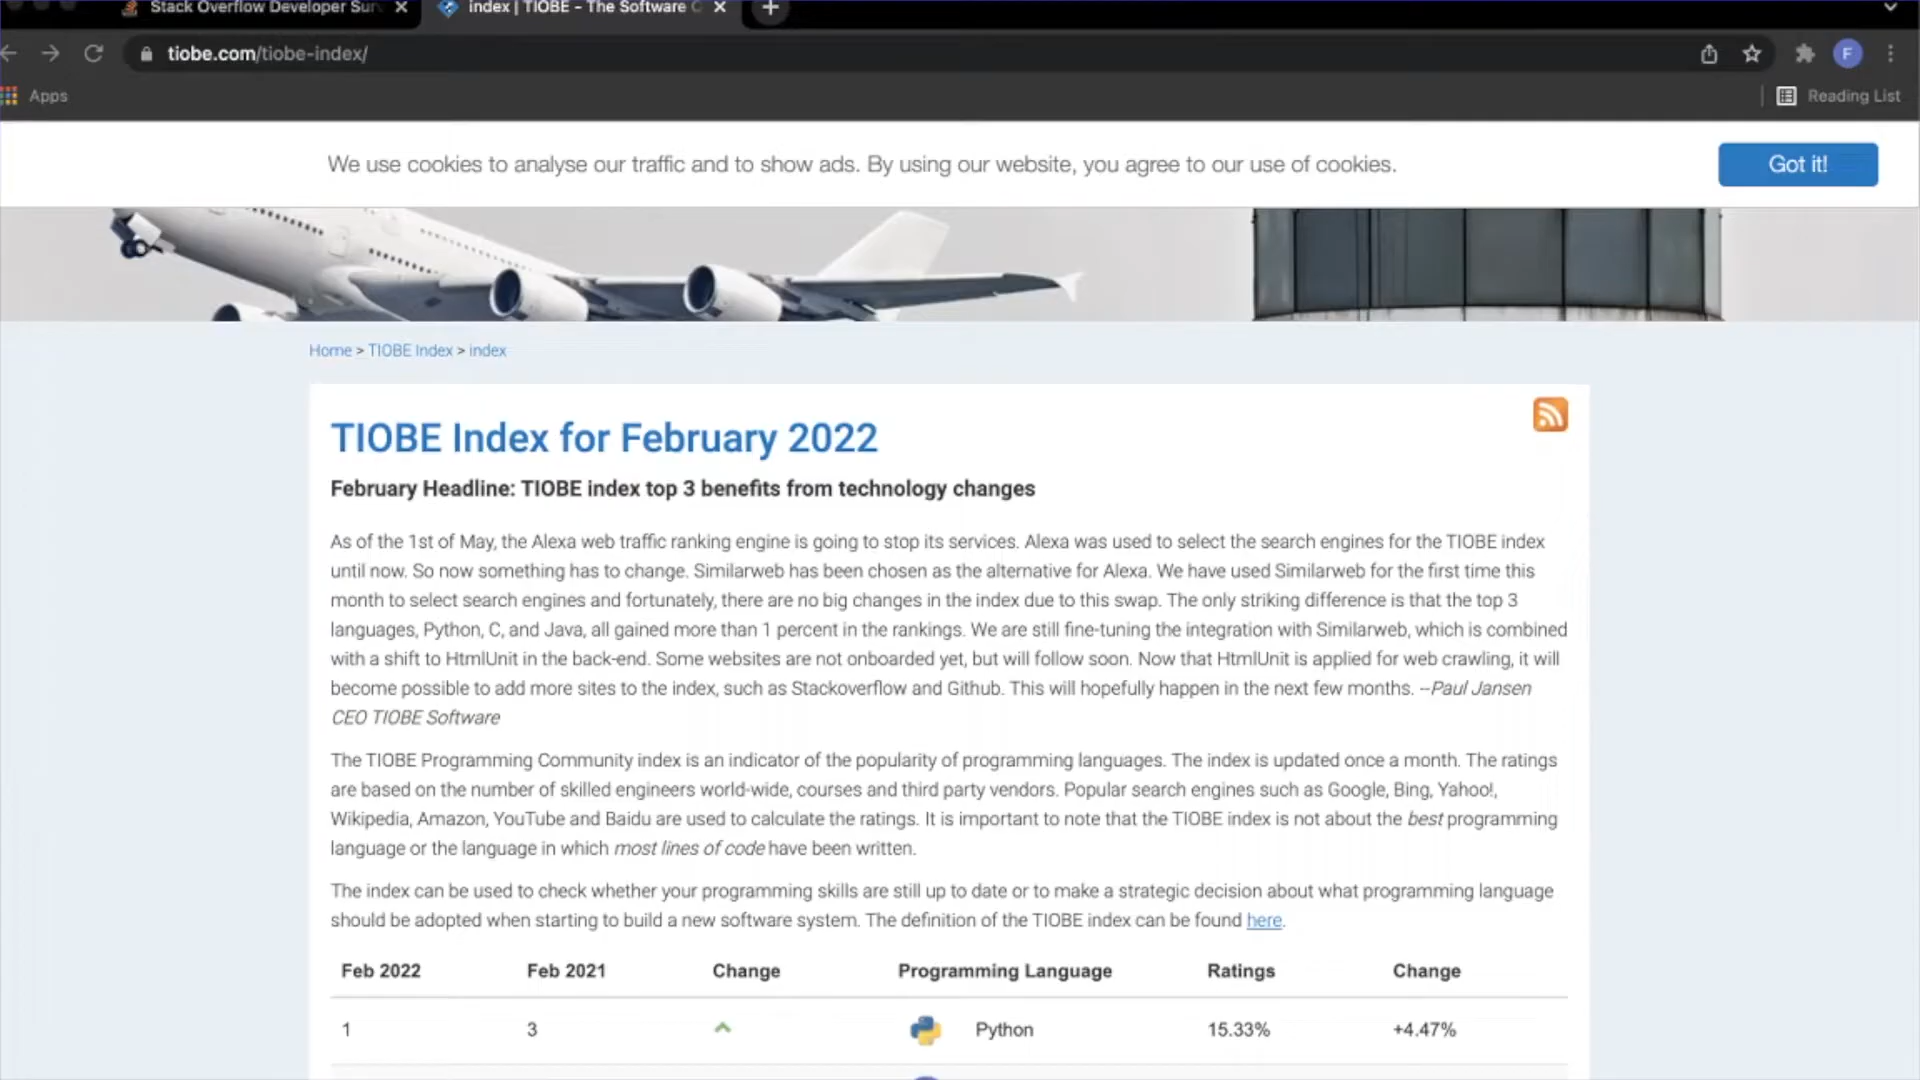 Stack Overflow Developer Sur
index | TIOBE – The Software
tiobe.com/tiobe-index/
F
Apps
Reading List
We use cookies to analyse our traffic and to show ads. By using our website, you agree to our use of cookies.
Got it!
Home > TIOBE Index > index
TIOBE Index for February 2022
February Headline: TIOBE index top 3 benefits from technology changes
As of the 1st of May, the Alexa web traffic ranking engine is going to stop its services. Alexa was used to select the search engines for the TIOBE index
until now. So now something has to change. Similarweb has been chosen as the alternative for Alexa. We have used Similarweb for the first time this
month to select search engines and fortunately, there are no big changes in the index due to this swap. The only striking difference is that the top 3
languages, Python, C, and Java, all gained more than 1 percent in the rankings. We are still fine-tuning the integration with Similarweb, which is combined
with a shift to HtmlUnit in the back-end. Some websites are not onboarded yet, but will follow soon. Now that HtmlUnit is applied for web crawling, it will
become possible to add more sites to the index, such as Stackoverflow and Github. This will hopefully happen in the next few months. --Paul Jansen
CEO TIOBE Software
The TIOBE Programming Community index is an indicator of the popularity of programming languages. The index is updated once a month. The ratings
are based on the number of skilled engineers world-wide, courses and third party vendors. Popular search engines such as Google, Bing, Yahoo!,
Wikipedia, Amazon, YouTube and Baidu are used to calculate the ratings. It is important to note that the TIOBE index is not about the best programming
language or the language in which most lines of code have been written.
The index can be used to check whether your programming skills are still up to date or to make a strategic decision about what programming language
should be adopted when starting to build a new software system. The definition of the TIOBE index can be found here.
Feb 2022 Feb 2021 Change Programming Language Ratings Change
1 3 Python 15.33% +4.47%